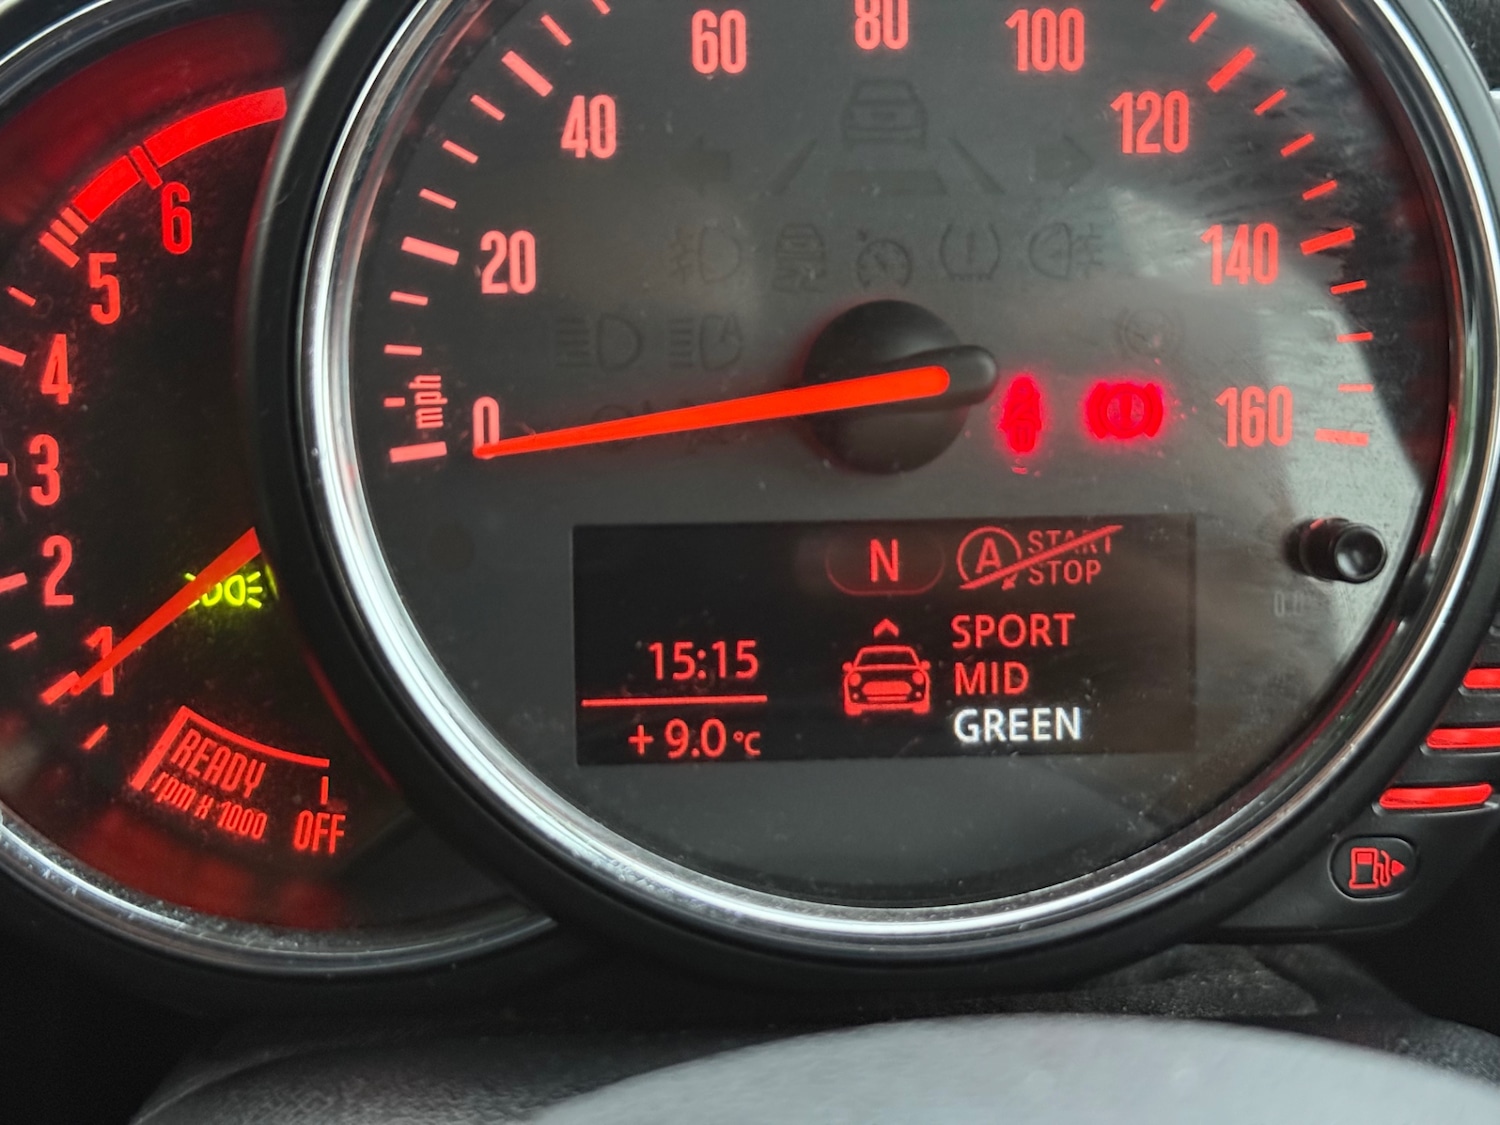 60
80
100
40
120
20
140
mph
0
160
6
5
4
3
2
1
READY
rpm x 1000
OFF
N
A
START
STOP
15:15
+ 9.0 °C
SPORT
MID
GREEN